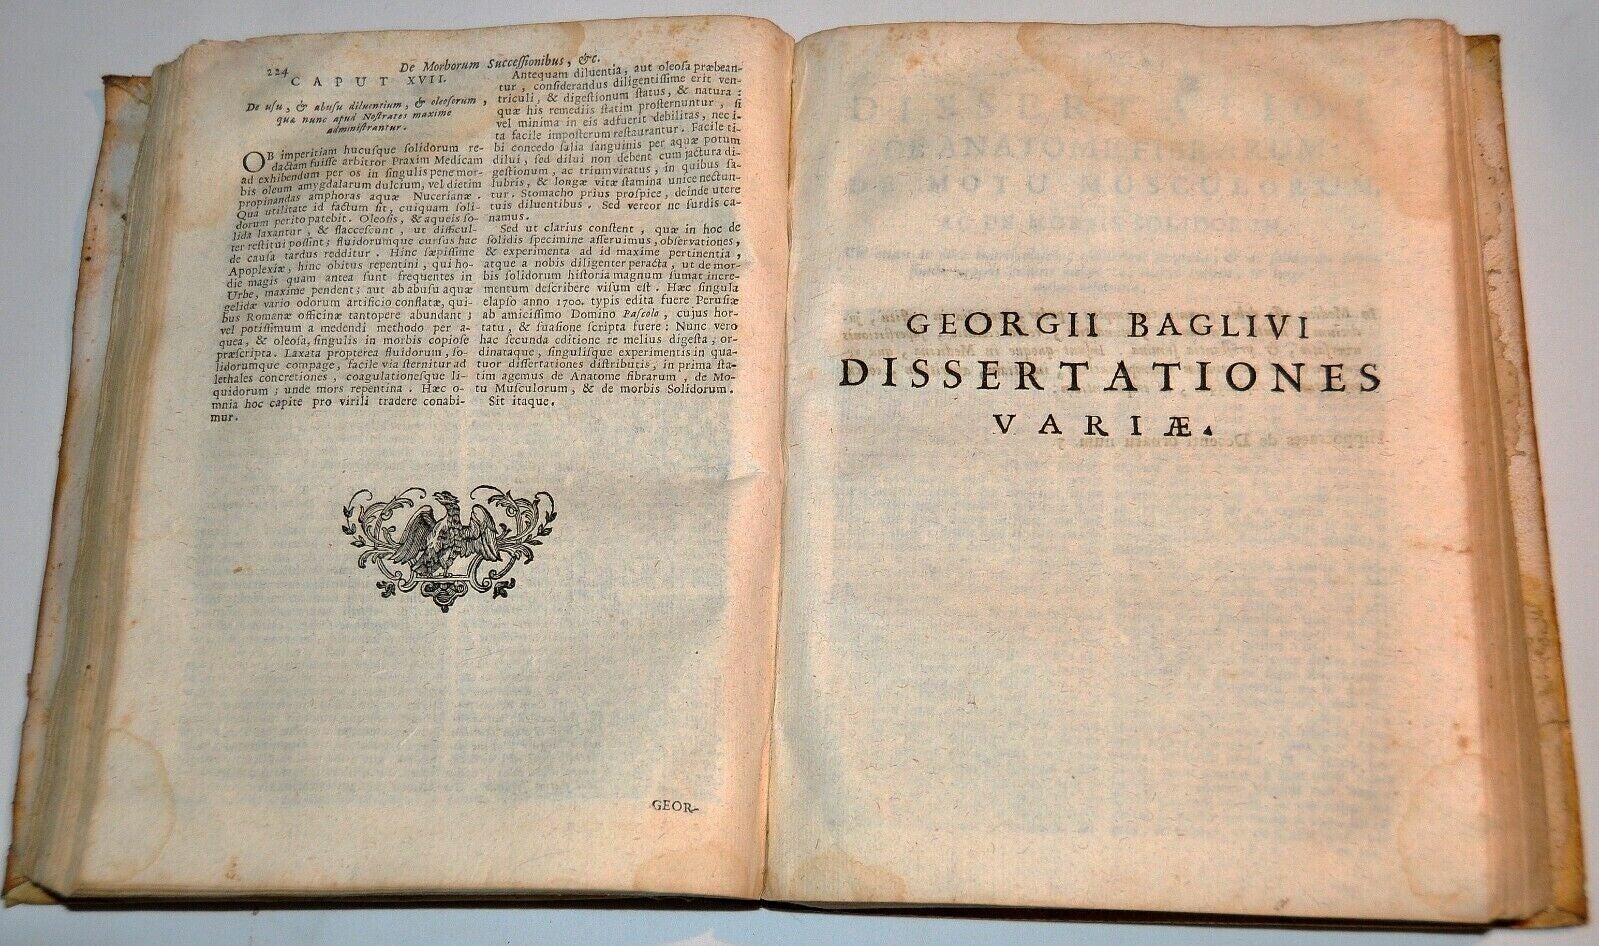 224
De Morborum Succeſſionibus, &c.
CAPUT XVII.
De uſu, & abuſu diluentium, & oleoſorum,
quæ nunc apud Noſtrates maxime
adminiſtrantur.
OB imperitiam hucuſque ſolidorum re-
dactam fuiſſe arbitror Praxim Medicam
ad exhibendum per os in ſingulis pene mor-
bis oleum amygdalarum dulcium, vel dietim
propinandas amphoras aquæ Nucerianæ.
Qua utilitate id factum ſit, cuiquam ſoli-
dorum perito patebit. Oleoſis, & aqueis ſo-
lida laxantur, & flacceſcunt, ut difficul-
ter reſtitui poſſint; fluidorumque curſus hac
de cauſa tardus redditur. Hinc ſæpiſſime
Apoplexiæ, hinc obitus repentini, qui ho-
die magis quam antea ſunt frequentes in
Urbe, maxime pendent; aut ab abuſu aquæ
gelidæ vario odorum artificio conflatæ, qui-
bus Romanæ officinæ tantopere abundant;
vel potiſſimum a medendi methodo per a-
quea, & oleoſa, ſingulis in morbis copioſe
præſcripta. Laxata propterea fluidorum, ſo-
lidorumque compage, facile via ſternitur ad
lethales concretiones, coagulationeſque li-
quidorum; unde mors repentina. Hæc o-
mnia hoc capite pro virili tradere conabi-
mur.
Antequam diluentia, aut oleoſa præbean-
tur, conſiderandus diligentiſſime erit ven-
triculi, & digeſtionum ſtatus, & natura:
quæ his remediis ſtatim proſternuntur, ſi
vel minima in eis adfuerit debilitas, nec i-
ta facile impoſterum reſtaurantur. Facile ti-
bi concedo ſalia ſanguinis per aquæ potum
dilui, ſed dilui non debent cum jactura di-
geſtionum, ac triumviratus, in quibus ſa-
lubris, & longæ vitæ ſtamina unice nectun-
tur. Stomacho prius proſpice, deinde utere
tuis diluentibus. Sed vereor ne ſurdis ca-
namus.
Sed ut clarius conſtent, quæ in hoc de
ſolidis ſpecimine aſſeruimus, obſervationes,
& experimenta ad id maxime pertinentia,
atque a nobis diligenter peracta, ut de mor-
bis ſolidorum hiſtoria magnum ſumat incre-
mentum deſcribere viſum eſt. Hæc ſingula
elapſo anno 1700. typis edita fuere Peruſiæ
ab amiciſſimo Domino Paſcolo, cujus hor-
tatu, & ſuaſione ſcripta fuere: Nunc vero
hac ſecunda editione re melius digeſta; or-
dinataque, ſinguliſque experimentis in qua-
tuor diſſertationes diſtributis, in prima ſta-
tim agemus de Anatome fibrarum, de Mo-
tu Muſculorum, & de morbis Solidorum.
Sit itaque.
GEOR-
GEORGII BAGLIVI
DISSERTATIONES
VARIÆ.